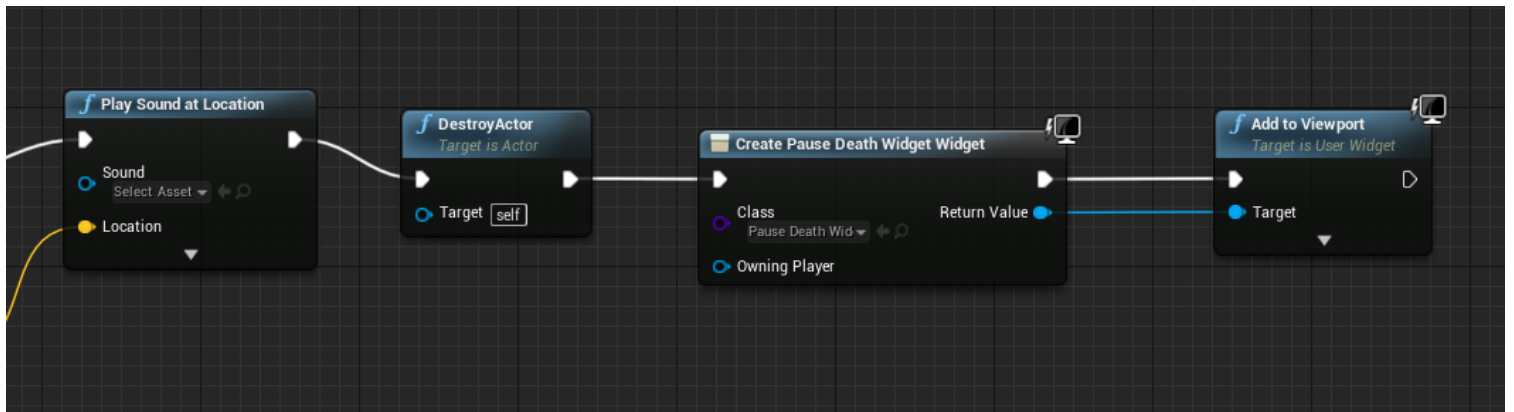 Play Sound at Location
Sound
Select Asset
Location
DestroyActor
Target is Actor
Target self
Create Pause Death Widget Widget
Class
Pause Death Wid
Return Value
Owning Player
Add to Viewport
Target is User Widget
Target